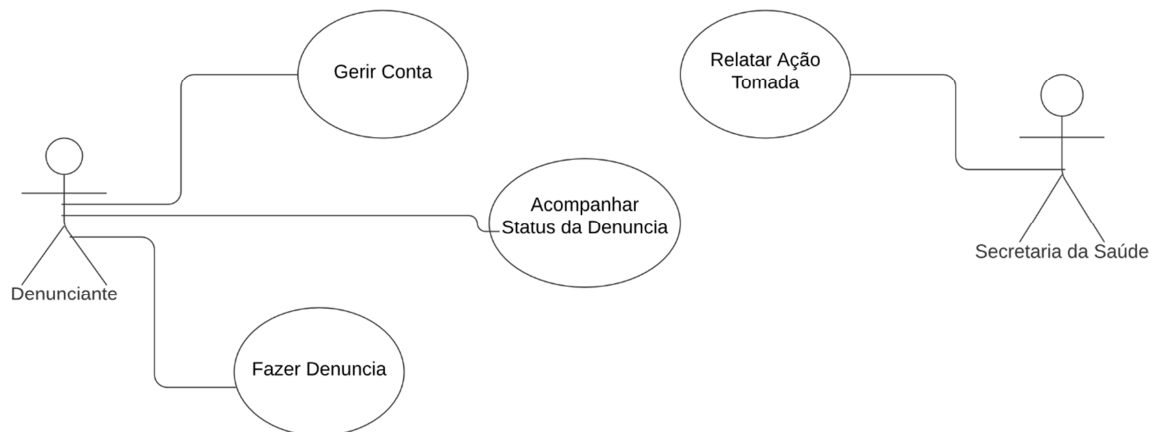 Gerir Conta
Relatar Ação
Tomada
Acompanhar
Status da Denuncia
Secretaria da Saúde
Denunciante
Fazer Denuncia